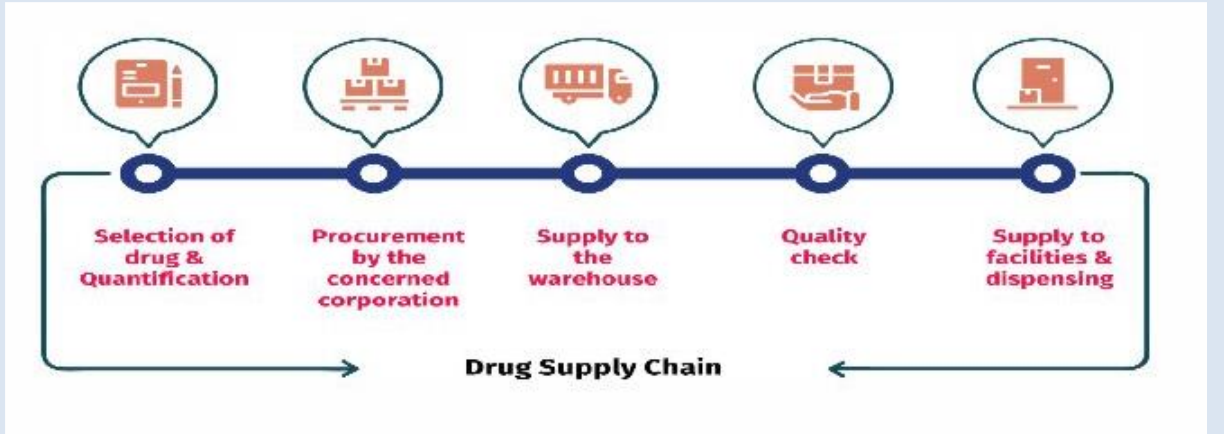 Selection of
drug &
Quantification
Procurement
by the
concerned
corporation
Supply to
the
warehouse
Quality
check
Supply to
facilities &
dispensing
Drug Supply Chain